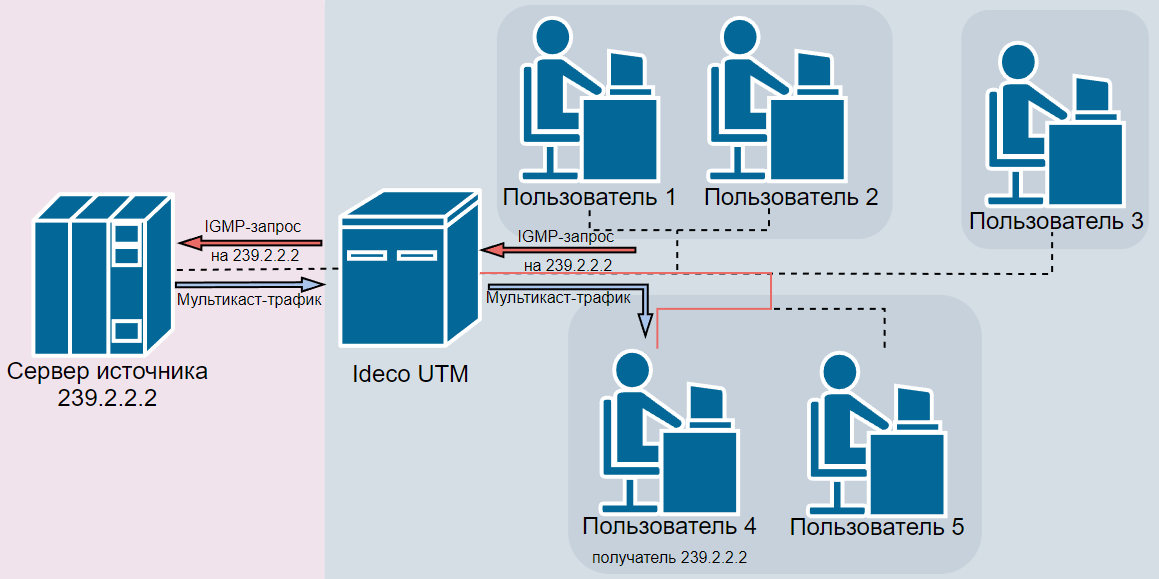 Пользователь 1
Пользователь 2
Пользователь 3
IGMP-запрос
на 239.2.2.2
IGMP-запрос
на 239.2.2.2
Мультикаст-трафик
Мультикаст-трафик
Сервер источника
239.2.2.2
Ideco UTM
Пользователь 4
получатель 239.2.2.2
Пользователь 5